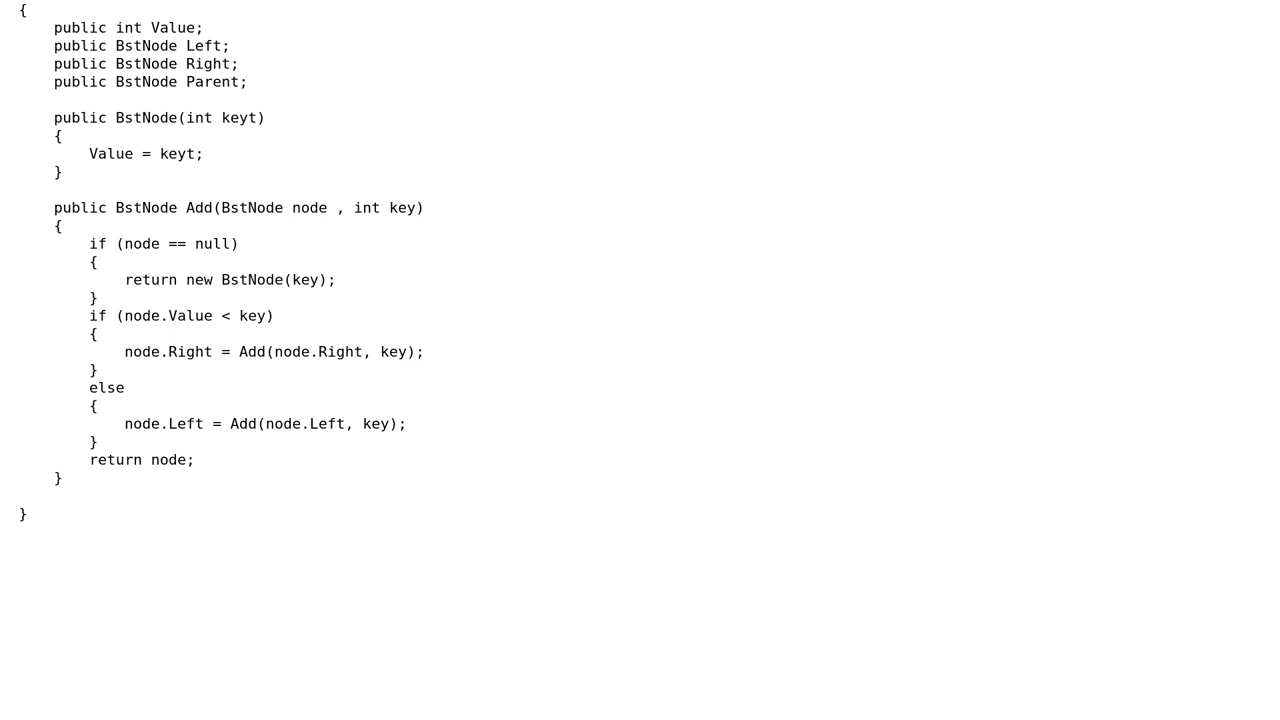 {
    public int Value;
    public BstNode Left;
    public BstNode Right;
    public BstNode Parent;

    public BstNode(int keyt)
    {
        Value = keyt;
    }

    public BstNode Add(BstNode node , int key)
    {
        if (node == null)
        {
            return new BstNode(key);
        }
        if (node.Value < key)
        {
            node.Right = Add(node.Right, key);
        }
        else
        {
            node.Left = Add(node.Left, key);
        }
        return node;
    }

}